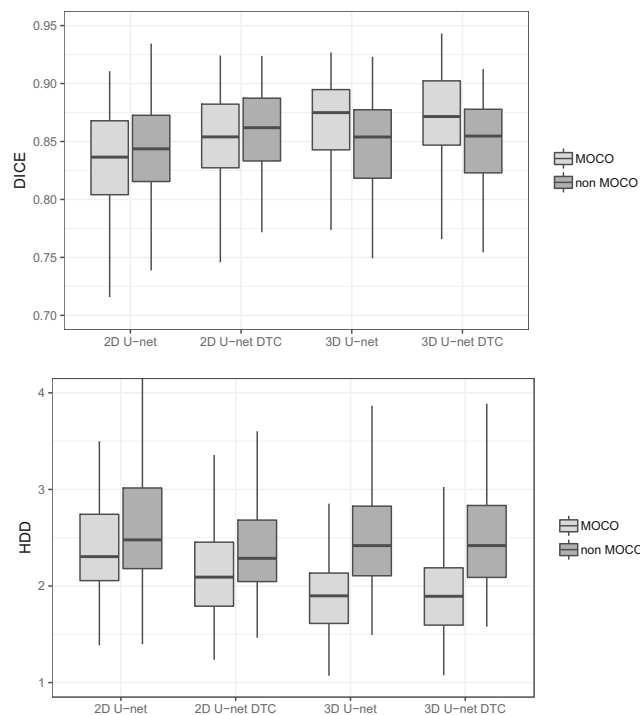 0.95
0.90
0.85
0.80
0.75
0.70
DICE
2D U-net 2D U-net DTC 3D U-net 3D U-net DTC
MOCO
non MOCO
4
3
2
1
HDD
2D U-net 2D U-net DTC 3D U-net 3D U-net DTC
MOCO
non MOCO